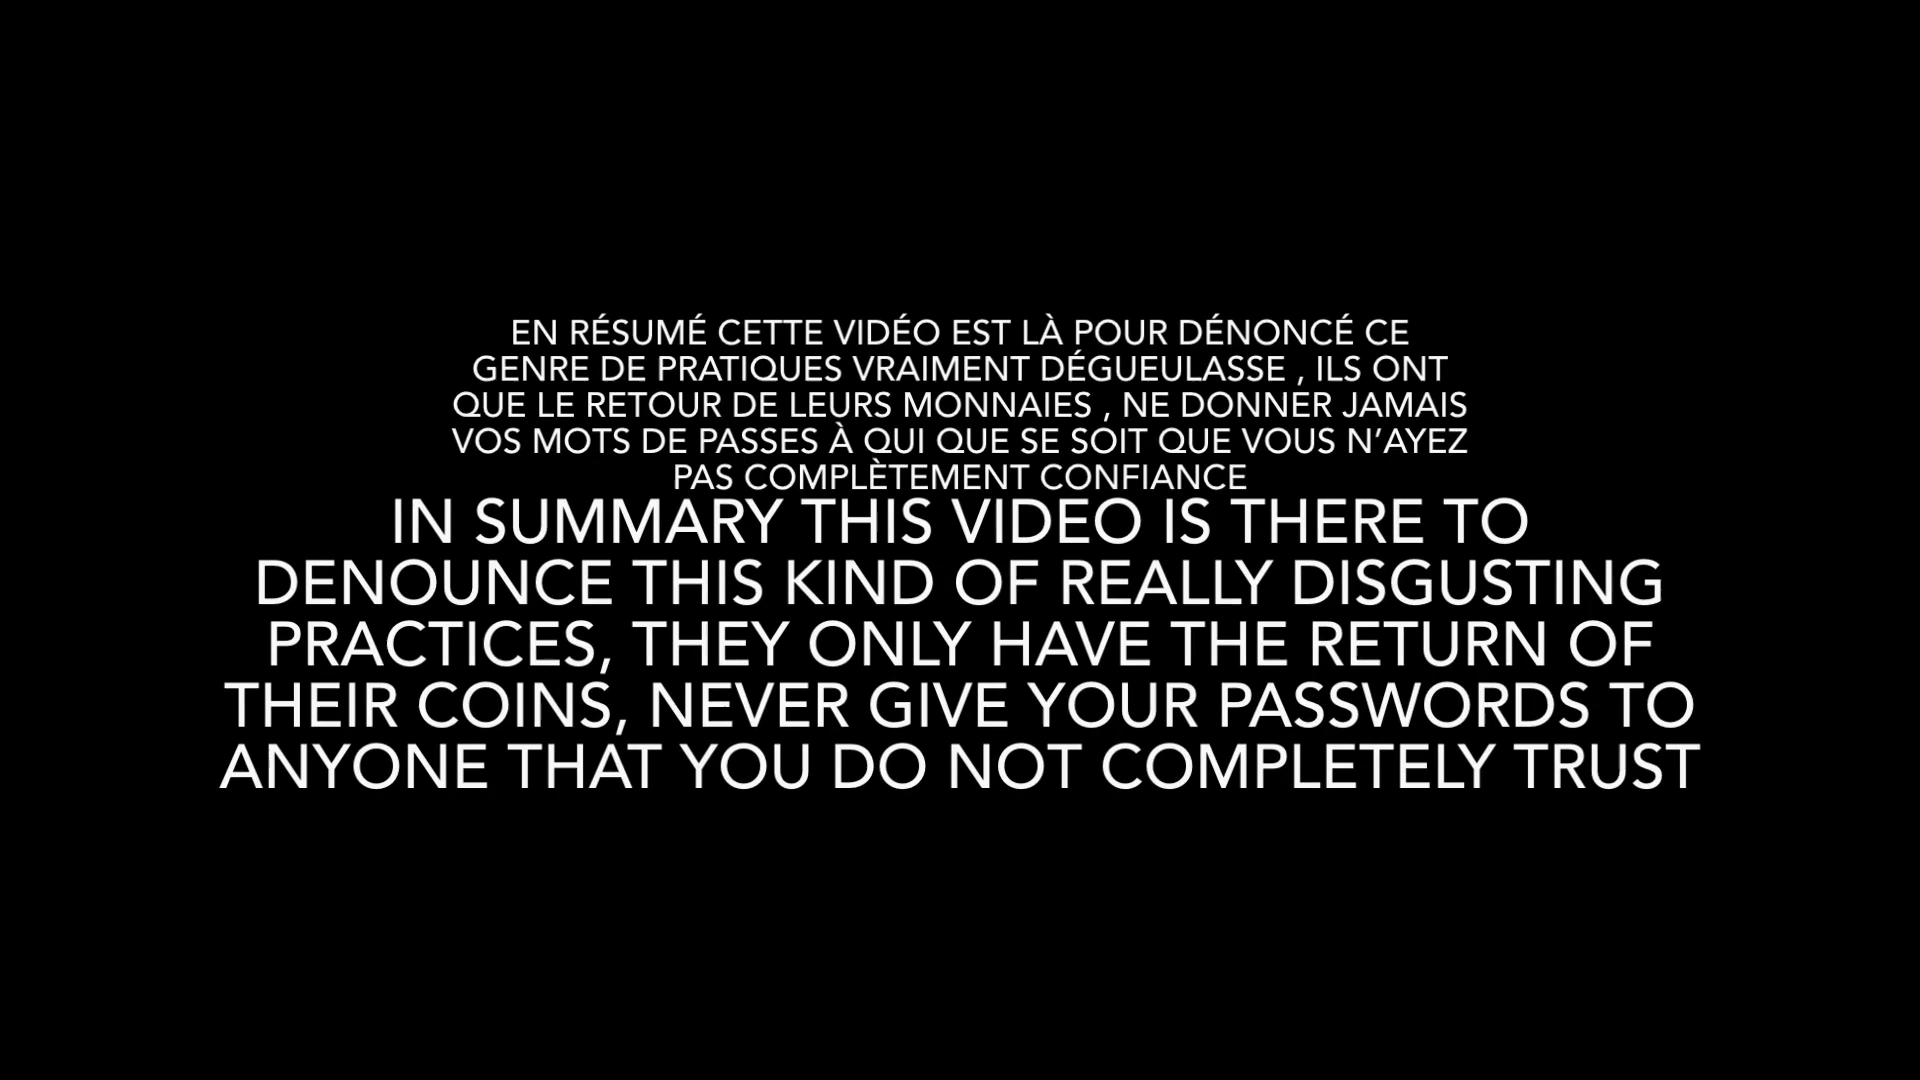 EN RÉSUMÉ CETTE VIDÉO EST LÀ POUR DÉNONCÉ CE
GENRE DE PRATIQUES VRAIMENT DÉGUEULASSE , ILS ONT
QUE LE RETOUR DE LEURS MONNAIES , NE DONNER JAMAIS
VOS MOTS DE PASSES À QUI QUE SE SOIT QUE VOUS N’AYEZ
PAS COMPLÈTEMENT CONFIANCE
IN SUMMARY THIS VIDEO IS THERE TO
DENOUNCE THIS KIND OF REALLY DISGUSTING
PRACTICES, THEY ONLY HAVE THE RETURN OF
THEIR COINS, NEVER GIVE YOUR PASSWORDS TO
ANYONE THAT YOU DO NOT COMPLETELY TRUST